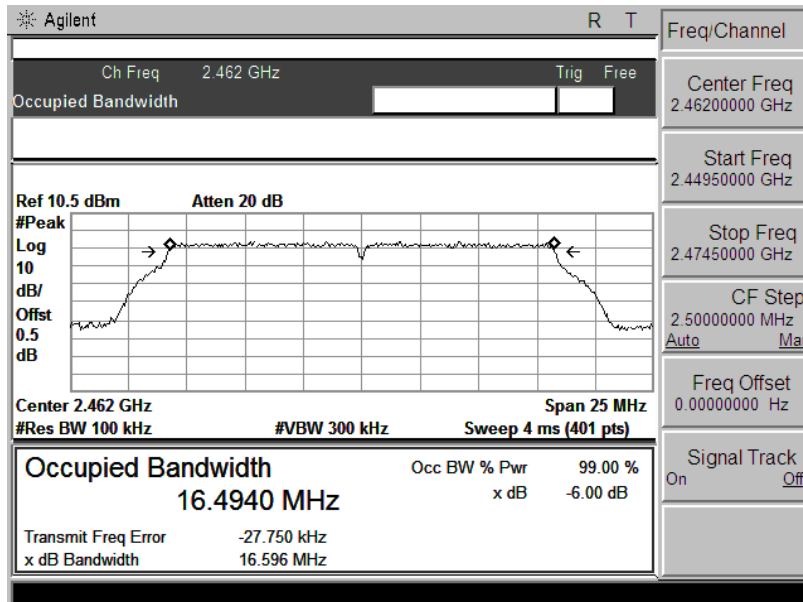 Agilent
R T
Freq/Channel
Ch Freq 2.462 GHz
Trig Free
Occupied Bandwidth
Center Freq
2.46200000 GHz
Start Freq
2.44950000 GHz
Stop Freq
2.47450000 GHz
CF Step
2.50000000 MHz
Auto Ma
Freq Offset
0.00000000 Hz
Signal Track
On Off
Ref 10.5 dBm Atten 20 dB
#Peak
Log
10
dB/
Offst
0.5
dB
Center 2.462 GHz Span 25 MHz
#Res BW 100 kHz #VBW 300 kHz Sweep 4 ms (401 pts)
Occupied Bandwidth
16.4940 MHz
Occ BW % Pwr 99.00 %
x dB -6.00 dB
Transmit Freq Error -27.750 kHz
x dB Bandwidth 16.596 MHz